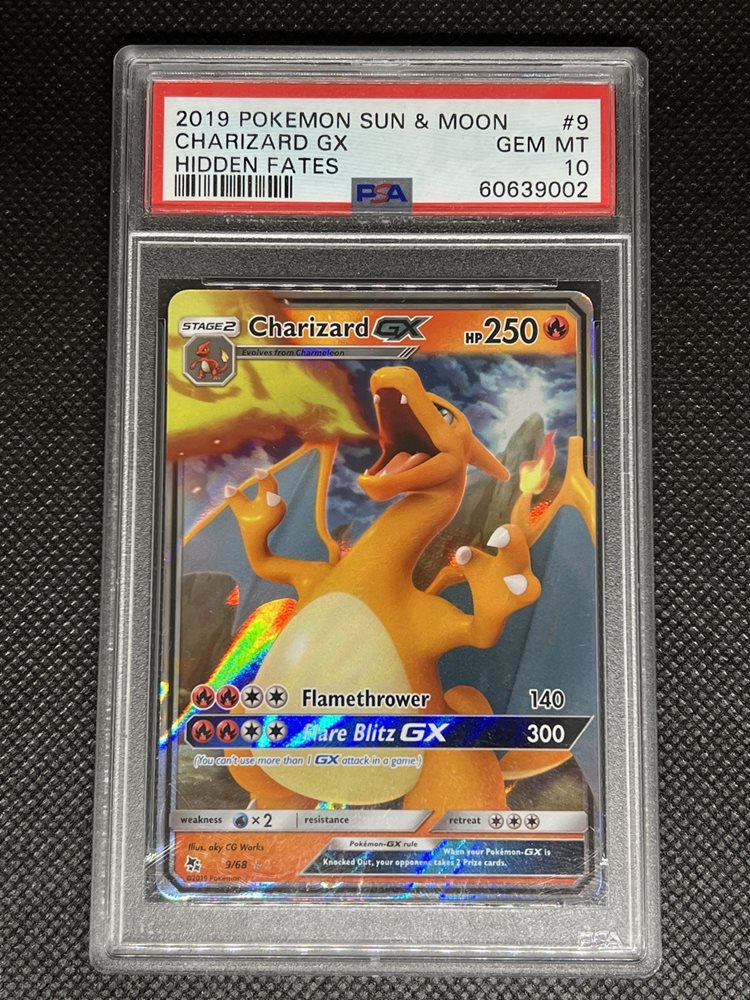 2019 POKEMON SUN & MOON #9
CHARIZARD GX GEM MT
HIDDEN FATES 10
PSA 60639002
STAGE2 Charizard GX HP250
Evolves from Charmeleon
Flamethrower 140
Flare Blitz GX 300
(You can't use more than 1 GX attack in a game.)
weakness ×2 resistance retreat
Illus. aky CG Works Pokémon-GX rule When your Pokémon-GX is
9/68 Knocked Out, your opponent takes 2 Prize cards.
©2019 Pokémon
PSA